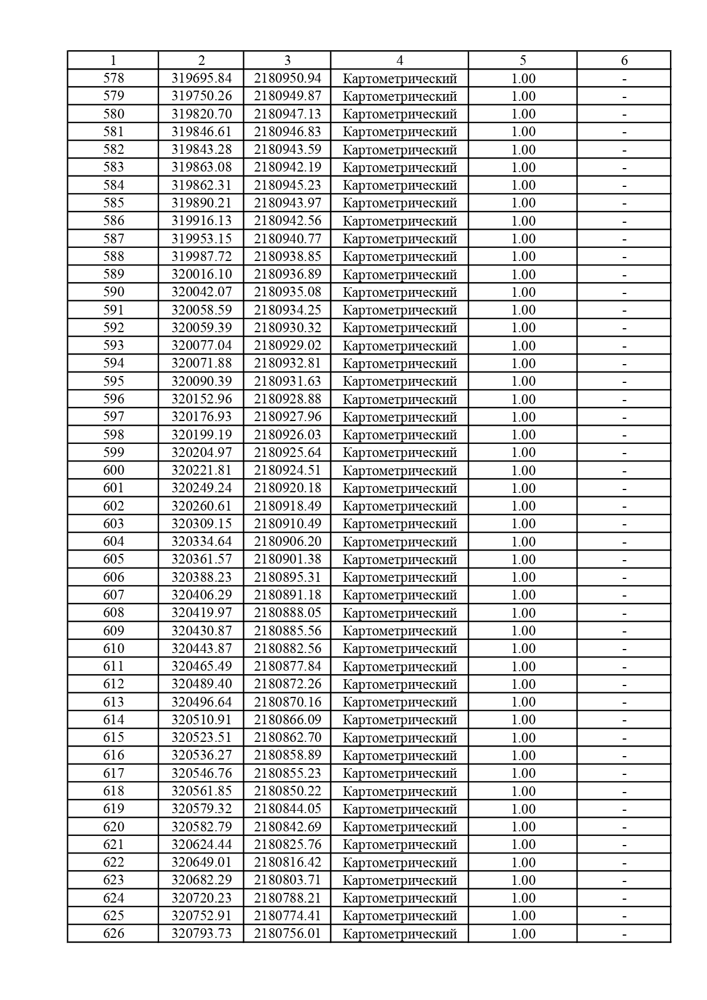 1 2 3 4 5 6
578 319695.84 2180950.94 Картометрический 1.00 -
579 319750.26 2180949.87 Картометрический 1.00 -
580 319820.70 2180947.13 Картометрический 1.00 -
581 319846.61 2180946.83 Картометрический 1.00 -
582 319843.28 2180943.59 Картометрический 1.00 -
583 319863.08 2180942.19 Картометрический 1.00 -
584 319862.31 2180945.23 Картометрический 1.00 -
585 319890.21 2180943.97 Картометрический 1.00 -
586 319916.13 2180942.56 Картометрический 1.00 -
587 319953.15 2180940.77 Картометрический 1.00 -
588 319987.72 2180938.85 Картометрический 1.00 -
589 320016.10 2180936.89 Картометрический 1.00 -
590 320042.07 2180935.08 Картометрический 1.00 -
591 320058.59 2180934.25 Картометрический 1.00 -
592 320059.39 2180930.32 Картометрический 1.00 -
593 320077.04 2180929.02 Картометрический 1.00 -
594 320071.88 2180932.81 Картометрический 1.00 -
595 320090.39 2180931.63 Картометрический 1.00 -
596 320152.96 2180928.88 Картометрический 1.00 -
597 320176.93 2180927.96 Картометрический 1.00 -
598 320199.19 2180926.03 Картометрический 1.00 -
599 320204.97 2180925.64 Картометрический 1.00 -
600 320221.81 2180924.51 Картометрический 1.00 -
601 320249.24 2180920.18 Картометрический 1.00 -
602 320260.61 2180918.49 Картометрический 1.00 -
603 320309.15 2180910.49 Картометрический 1.00 -
604 320334.64 2180906.20 Картометрический 1.00 -
605 320361.57 2180901.38 Картометрический 1.00 -
606 320388.23 2180895.31 Картометрический 1.00 -
607 320406.29 2180891.18 Картометрический 1.00 -
608 320419.97 2180888.05 Картометрический 1.00 -
609 320430.87 2180885.56 Картометрический 1.00 -
610 320443.87 2180882.56 Картометрический 1.00 -
611 320465.49 2180877.84 Картометрический 1.00 -
612 320489.40 2180872.26 Картометрический 1.00 -
613 320496.64 2180870.16 Картометрический 1.00 -
614 320510.91 2180866.09 Картометрический 1.00 -
615 320523.51 2180862.70 Картометрический 1.00 -
616 320536.27 2180858.89 Картометрический 1.00 -
617 320546.76 2180855.23 Картометрический 1.00 -
618 320561.85 2180850.22 Картометрический 1.00 -
619 320579.32 2180844.05 Картометрический 1.00 -
620 320582.79 2180842.69 Картометрический 1.00 -
621 320624.44 2180825.76 Картометрический 1.00 -
622 320649.01 2180816.42 Картометрический 1.00 -
623 320682.29 2180803.71 Картометрический 1.00 -
624 320720.23 2180788.21 Картометрический 1.00 -
625 320752.91 2180774.41 Картометрический 1.00 -
626 320793.73 2180756.01 Картометрический 1.00 -